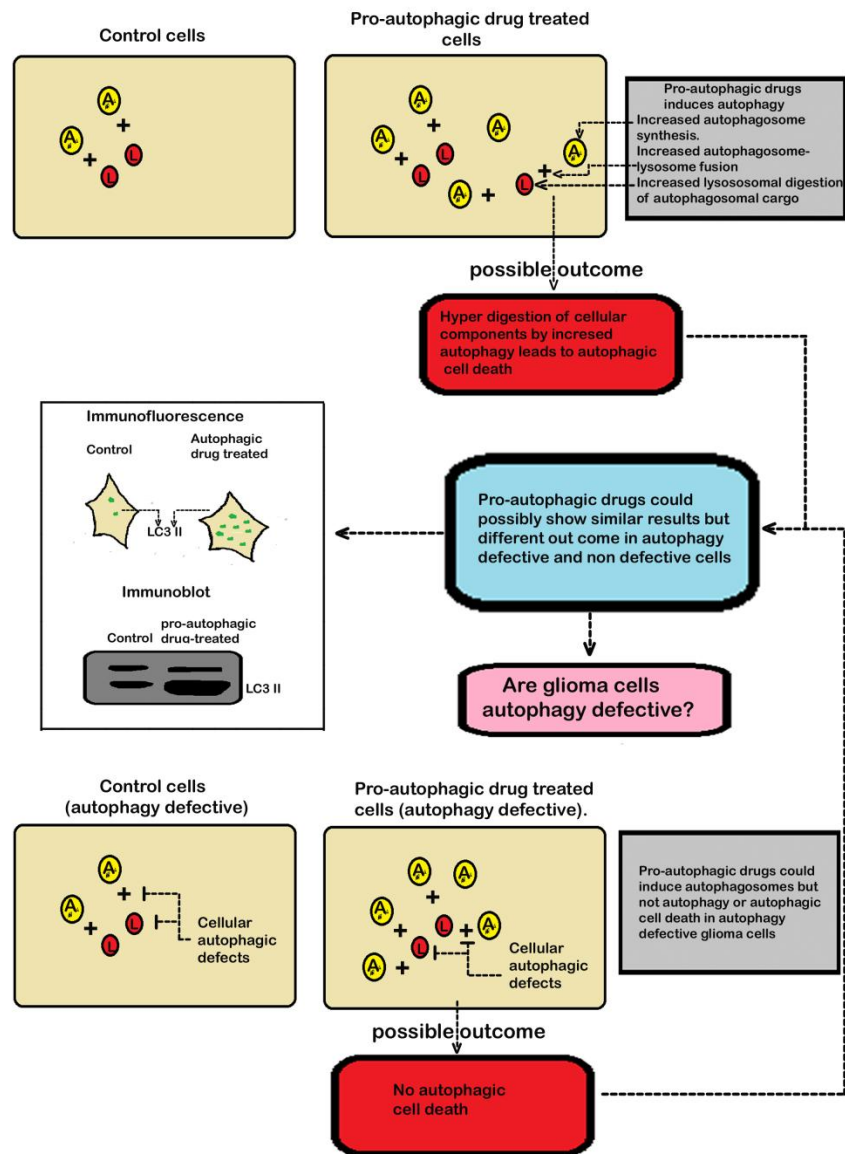 Control cells
Pro-autophagic drug treated
cells
A
A
+
+
L
L
A
A
+
+
L
L
A
A
+
A
+
L
Pro-autophagic drugs
induces autophagy
Increased autophagosome
synthesis.
Increased autophagosome-
lysosome fusion
Increased lysososomal digestion
of autophagosomal cargo
possible outcome
Hyper digestion of cellular
components by incresed
autophagy leads to autophagic
cell death
Immunofluorescence
Control
Autophagic
drug treated
LC3 II
Immunoblot
Control
pro-autophagic
drug-treated
LC3 II
Pro-autophagic drugs could
possibly show similar results but
different out come in autophagy
defective and non defective cells
Are glioma cells
autophagy defective?
Control cells
(autophagy defective)
Pro-autophagic drug treated
cells (autophagy defective).
A
A
+
+
L
L
Cellular
autophagic
defects
A
A
+
A
L
+
A
+
L
A
+
Cellular
autophagic
defects
Pro-autophagic drugs could
induce autophagosomes but
not autophagy or autophagic
cell death in autophagy
defective glioma cells
possible outcome
No autophagic
cell death